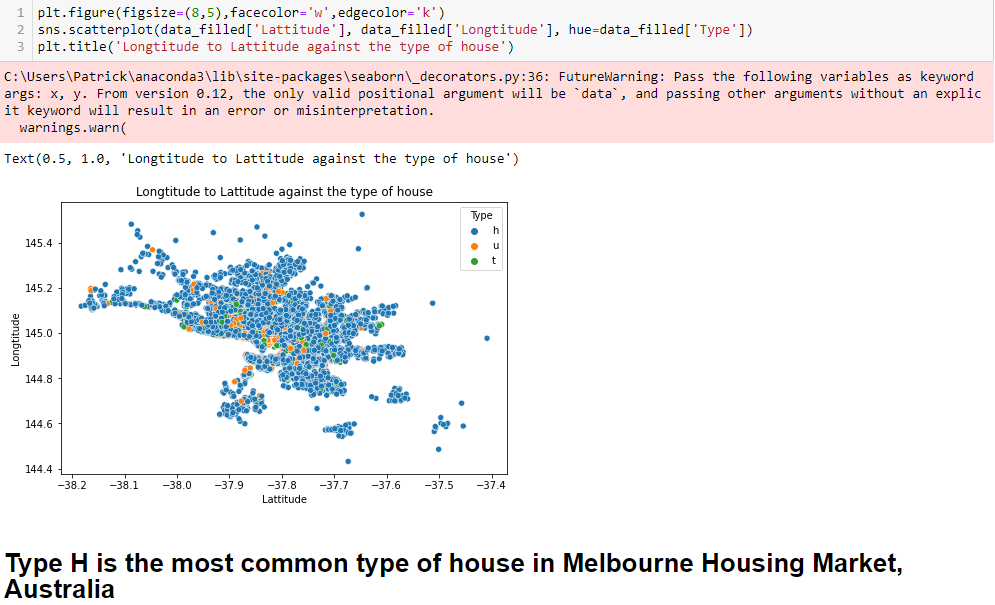 1 plt.figure(figsize=(8,5),facecolor='w',edgecolor='k')
2 sns.scatterplot(data_filled['Lattitude'], data_filled['Longtitude'], hue=data_filled['Type'])
3 plt.title('Longtitude to Lattitude against the type of house')
C:\Users\Patrick\anaconda3\lib\site-packages\seaborn\_decorators.py:36: FutureWarning: Pass the following variables as keyword
args: x, y. From version 0.12, the only valid positional argument will be `data`, and passing other arguments without an explic
it keyword will result in an error or misinterpretation.
warnings.warn(
Text(0.5, 1.0, 'Longtitude to Lattitude against the type of house')
Longtitude to Lattitude against the type of house
Type
h
u
t
145.4
145.2
145.0
144.8
144.6
144.4
Longtitude
−38.2 −38.1 −38.0 −37.9 −37.8 −37.7 −37.6 −37.5 −37.4
Lattitude
Type H is the most common type of house in Melbourne Housing Market,
Australia